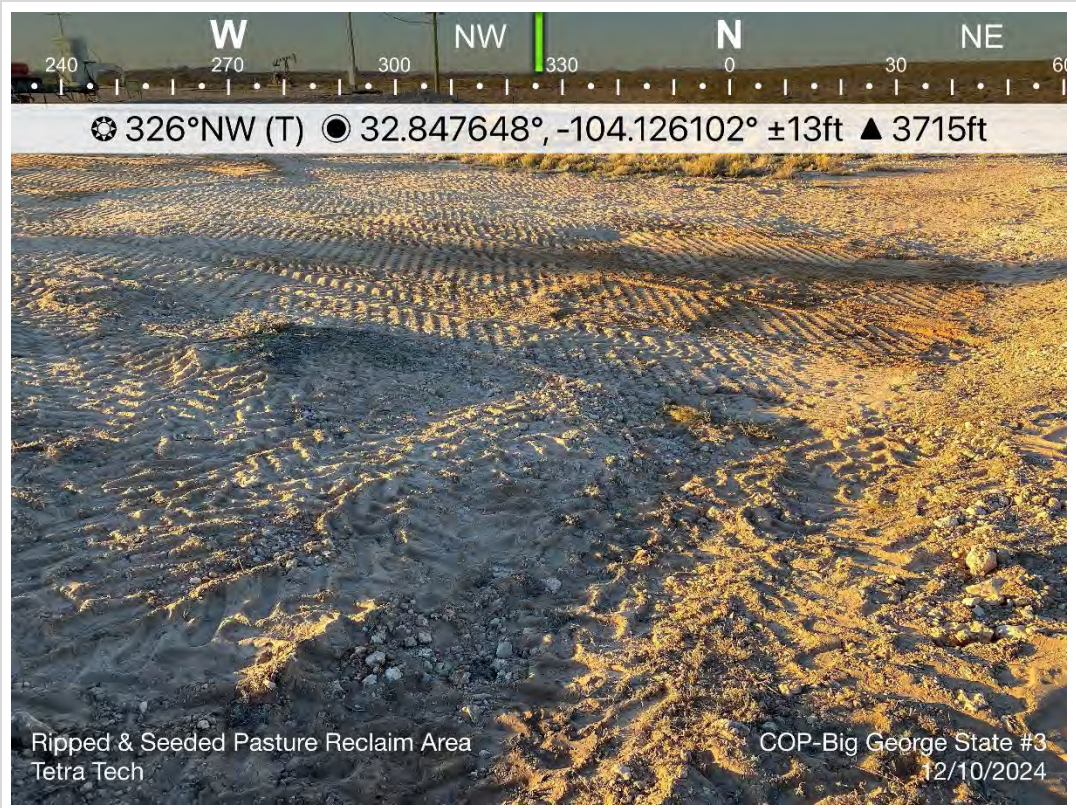 W NW N NE
240 270 300 330 0 30 60
326°NW (T) 32.847648°, -104.126102° ±13ft ▲ 3715ft
Ripped & Seeded Pasture Reclaim Area
Tetra Tech
COP-Big George State #3
12/10/2024